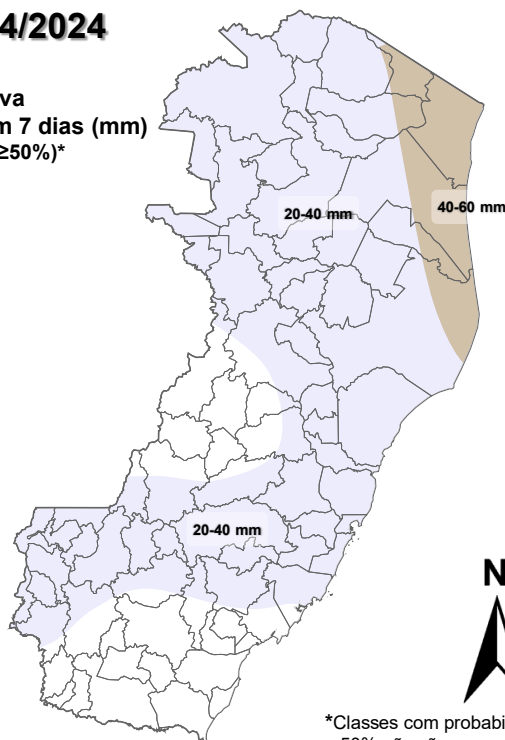 4/2024
va
m 7 dias (mm)
≥50%)*
20-40 mm
40-60 mm
20-40 mm
N
*Classes com probabi